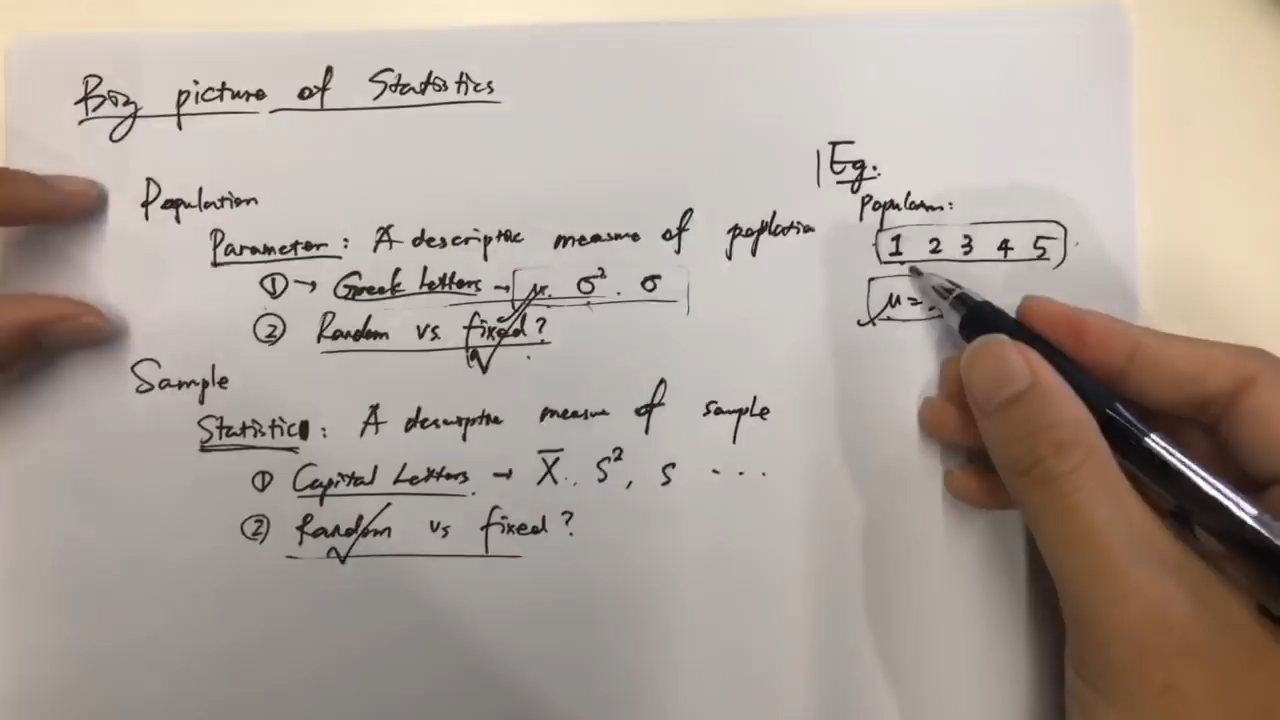 Big picture of Statistics
Population
Parameter: A descriptive measure of poplation
① → Greek Letters → μ. σ². σ
② Random vs. fixed?
Sample
Statistic: A descriptive measure of sample
① Capital Letters → X̄., S², S ...
② Random vs fixed?
Eg.
Population:
1 2 3 4 5
μ=